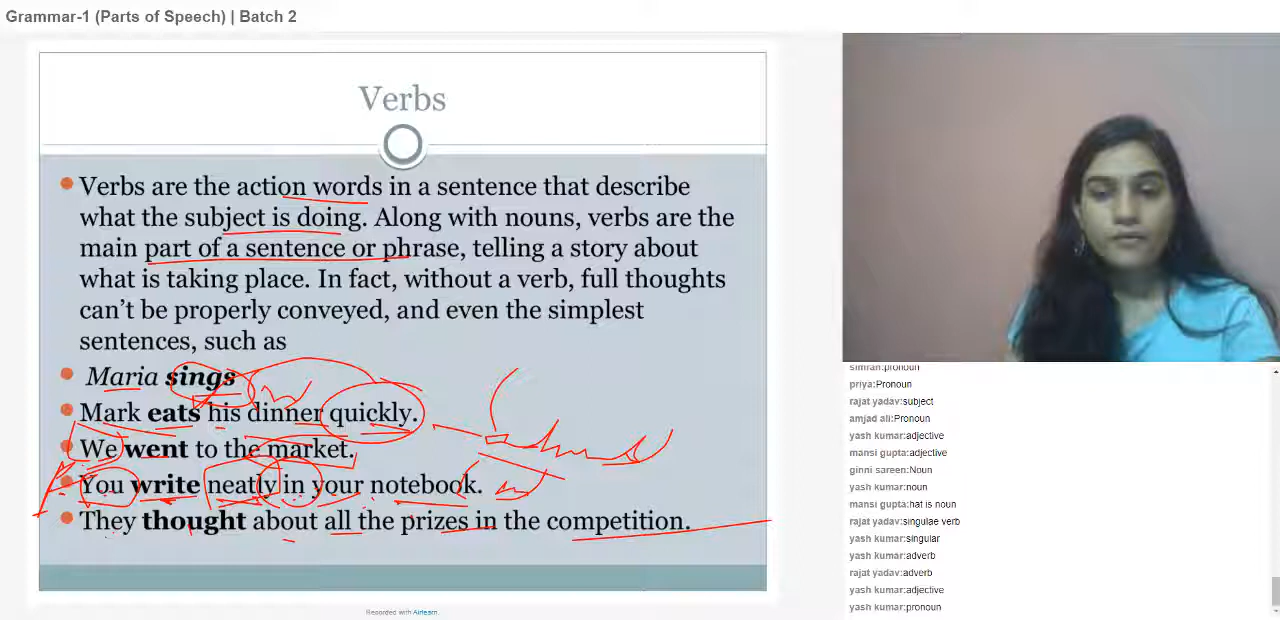 Grammar-1 (Parts of Speech) | Batch 2
Verbs
Verbs are the action words in a sentence that describe
what the subject is doing. Along with nouns, verbs are the
main part of a sentence or phrase, telling a story about
what is taking place. In fact, without a verb, full thoughts
can't be properly conveyed, and even the simplest
sentences, such as
Maria sings
Mark eats his dinner quickly.
We went to the market.
You write neatly in your notebook.
They thought about all the prizes in the competition.
Recorded with Airlearn.
simran:pronoun
priya:Pronoun
rajat yadav:subject
amjad ali:Pronoun
yash kumar:adjective
mansi gupta:adjective
ginni sareen:Noun
yash kumar:noun
mansi gupta:hat is noun
rajat yadav:singulae verb
yash kumar:singular
yash kumar:adverb
rajat yadav:adverb
yash kumar:adjective
yash kumar:pronoun